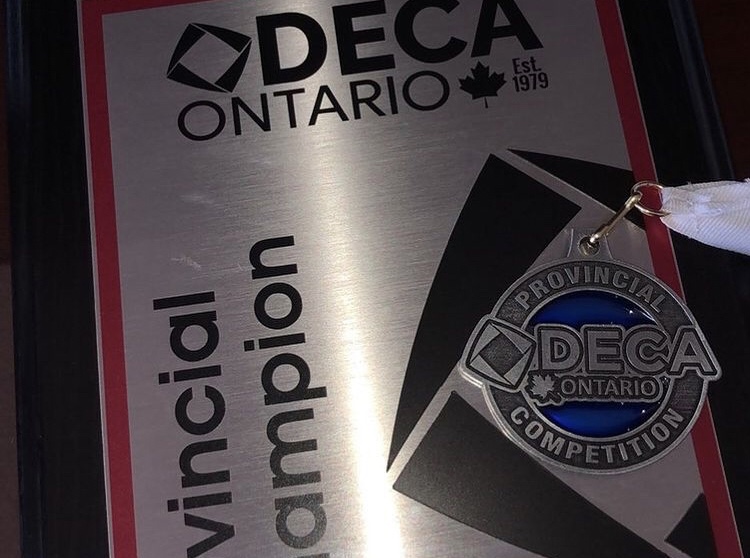 DECA
ONTARIO
Est.
1979
vincial
ampion
PROVINCIAL
DECA
ONTARIO
COMPETITION